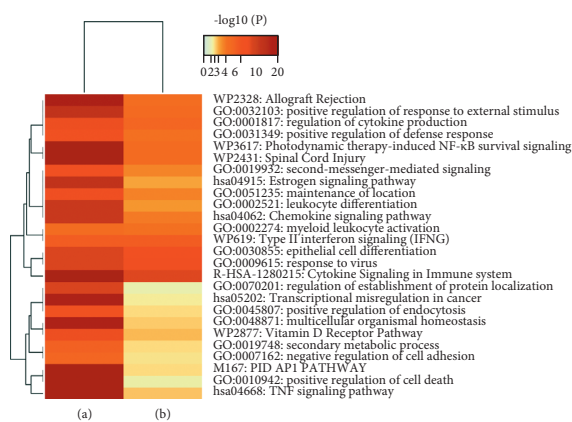 -log10 (P)
0 2 3 4 6 10 20
WP2328: Allograft Rejection
GO:0032103: positive regulation of response to external stimulus
GO:0001817: regulation of cytokine production
GO:0031349: positive regulation of defense response
WP3617: Photodynamic therapy-induced NF-kB survival signaling
WP2431: Spinal Cord Injury
GO:0019932: second-messenger-mediated signaling
hsa04915: Estrogen signaling pathway
GO:0051235: maintenance of location
GO:0002521: leukocyte differentiation
hsa04062: Chemokine signaling pathway
GO:0002274: myeloid leukocyte activation
WP619: Type II interferon signaling (IFNG)
GO:0030855: epithelial cell differentiation
GO:0009615: response to virus
R-HSA-1280215: Cytokine Signaling in Immune system
GO:0070201: regulation of establishment of protein localization
hsa05202: Transcriptional misregulation in cancer
GO:0045807: positive regulation of endocytosis
GO:0048871: multicellular organismal homeostasis
WP2877: Vitamin D Receptor Pathway
GO:0019748: secondary metabolic process
GO:0007162: negative regulation of cell adhesion
M167: PID AP1 PATHWAY
GO:0010942: positive regulation of cell death
hsa04668: TNF signaling pathway
(a) (b)